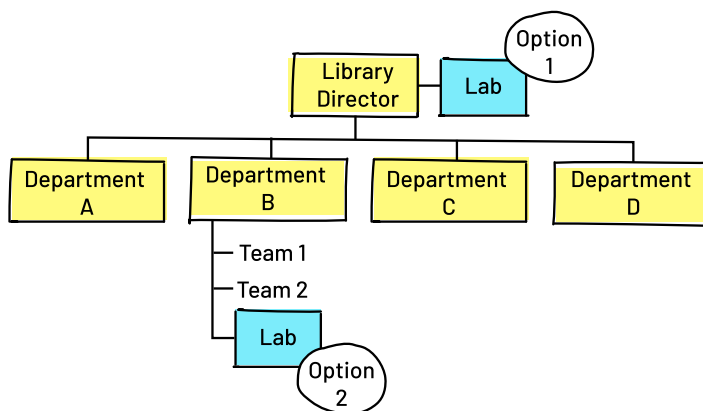 Option
1
Library
Director
Lab
Department
A
Department
B
Department
C
Department
D
Team 1
Team 2
Lab
Option
2